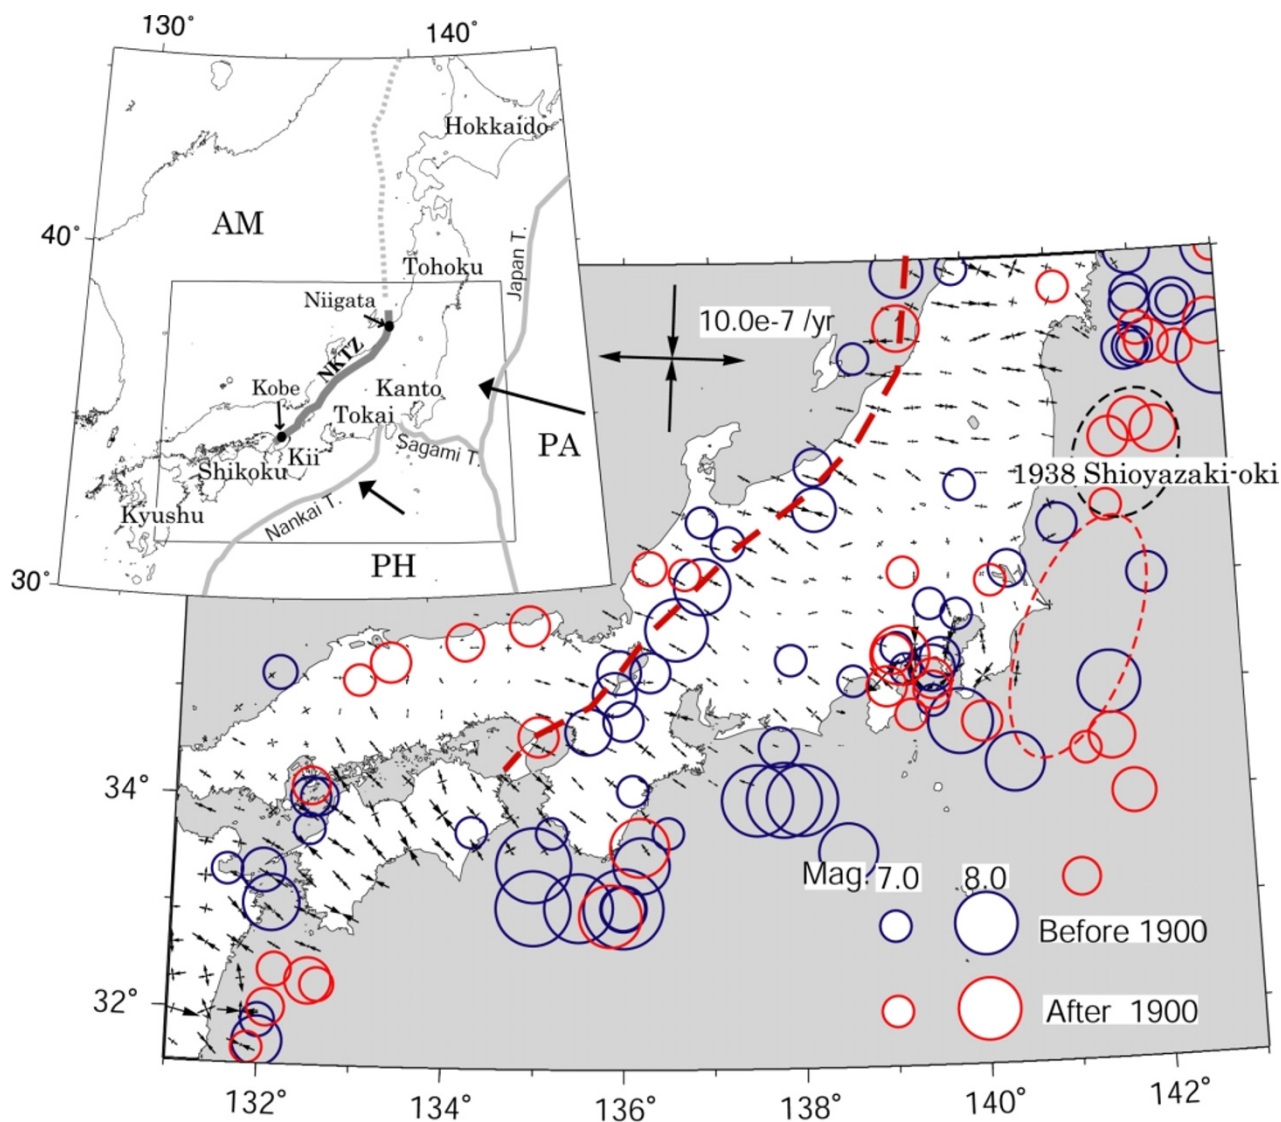 130°
140°
Hokkaido
40°
AM
Japan T.
Tohoku
Niigata
NKTZ
Kobe
Kanto
Tokai
Sagami T.
PA
Kii
Shikoku
Kyushu
Nankai T.
PH
30°
10.0e-7 /yr
1938 Shioyazaki-oki
34°
Mag. 7.0 8.0
Before 1900
After 1900
32°
132° 134° 136° 138° 140° 142°